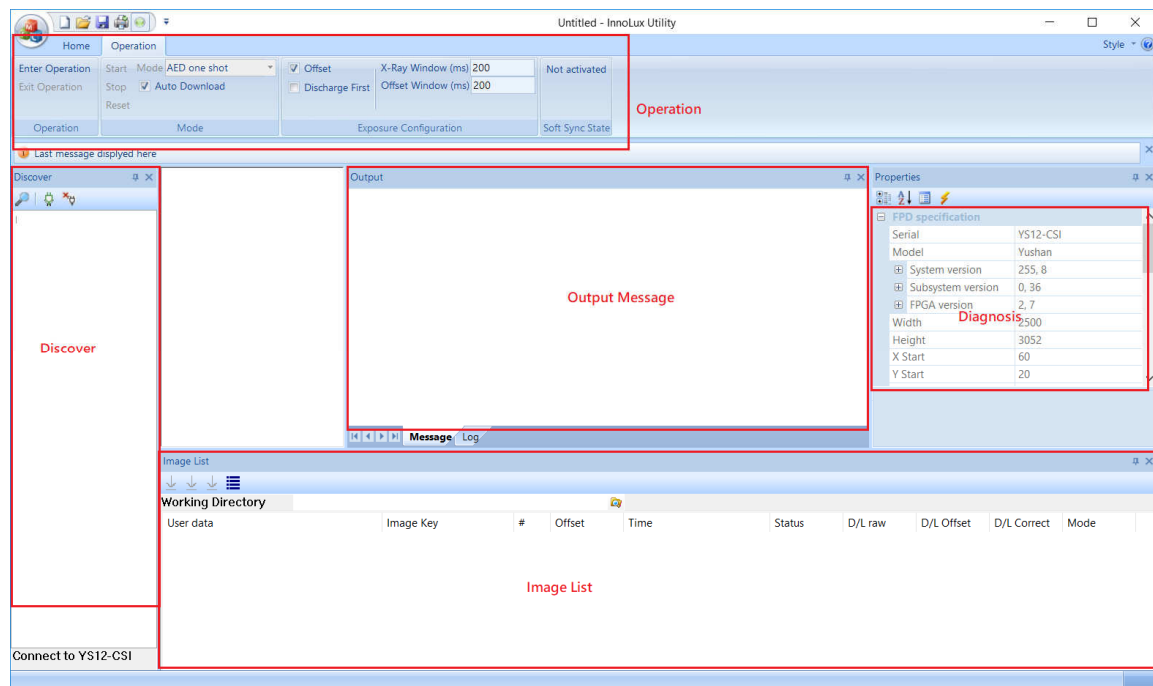 Untitled - InnoLux Utility
Home Operation Style
Enter Operation Start Mode AED one shot Offset X-Ray Window (ms) 200 Not activated
Exit Operation Stop Auto Download Discharge First Offset Window (ms) 200
Reset
Operation
Operation Mode Exposure Configuration Soft Sync State
Last message displyed here
Discover Output Properties
FPD specification
Serial YS12-CSI
Model Yushan
System version 255, 8
Subsystem version 0, 36
FPGA version 2, 7
Output Message
Diagnosis
Width 2500
Height 3052
Discover
X Start 60
Y Start 20
Message Log
Image List
Working Directory
User data Image Key # Offset Time Status D/L raw D/L Offset D/L Correct Mode
Image List
Connect to YS12-CSI